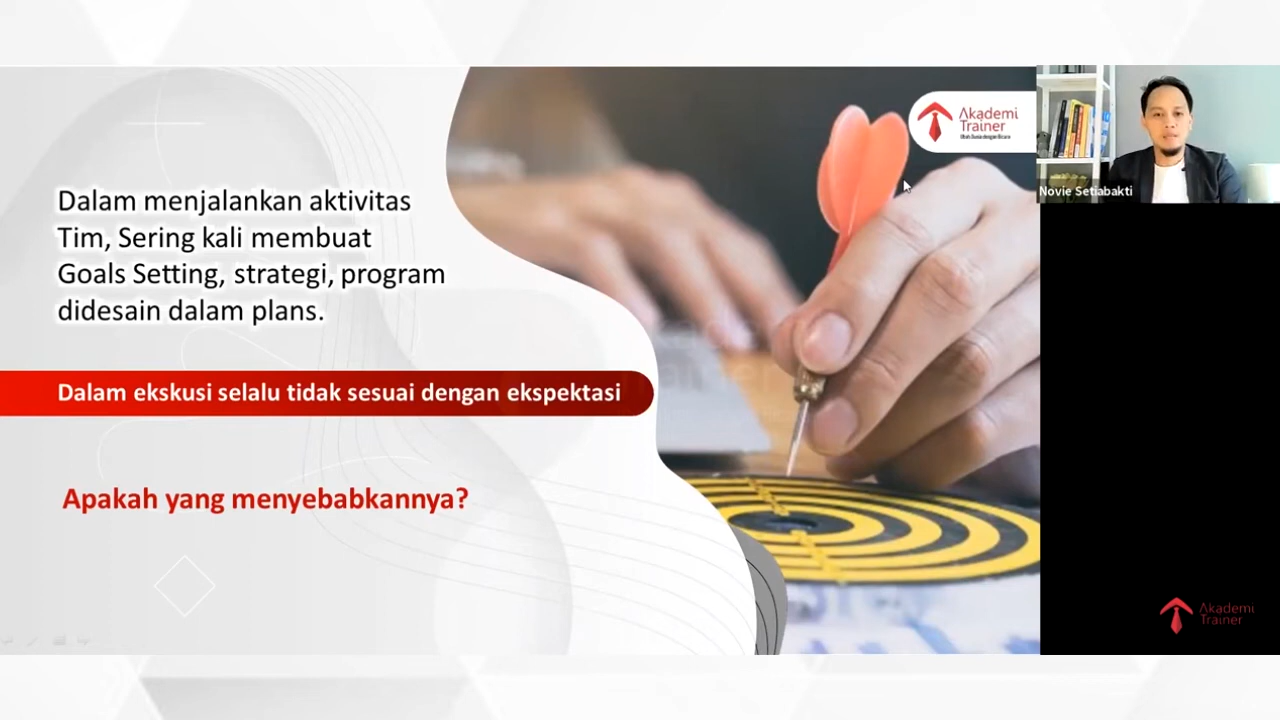 Dalam menjalankan aktivitas
Tim, Sering kali membuat
Goals Setting, strategi, program
didesain dalam plans.
Dalam ekskusi selalu tidak sesuai dengan ekspektasi
Apakah yang menyebabkannya?
Akademi
Trainer
Novie Setiabakti
Akademi
Trainer